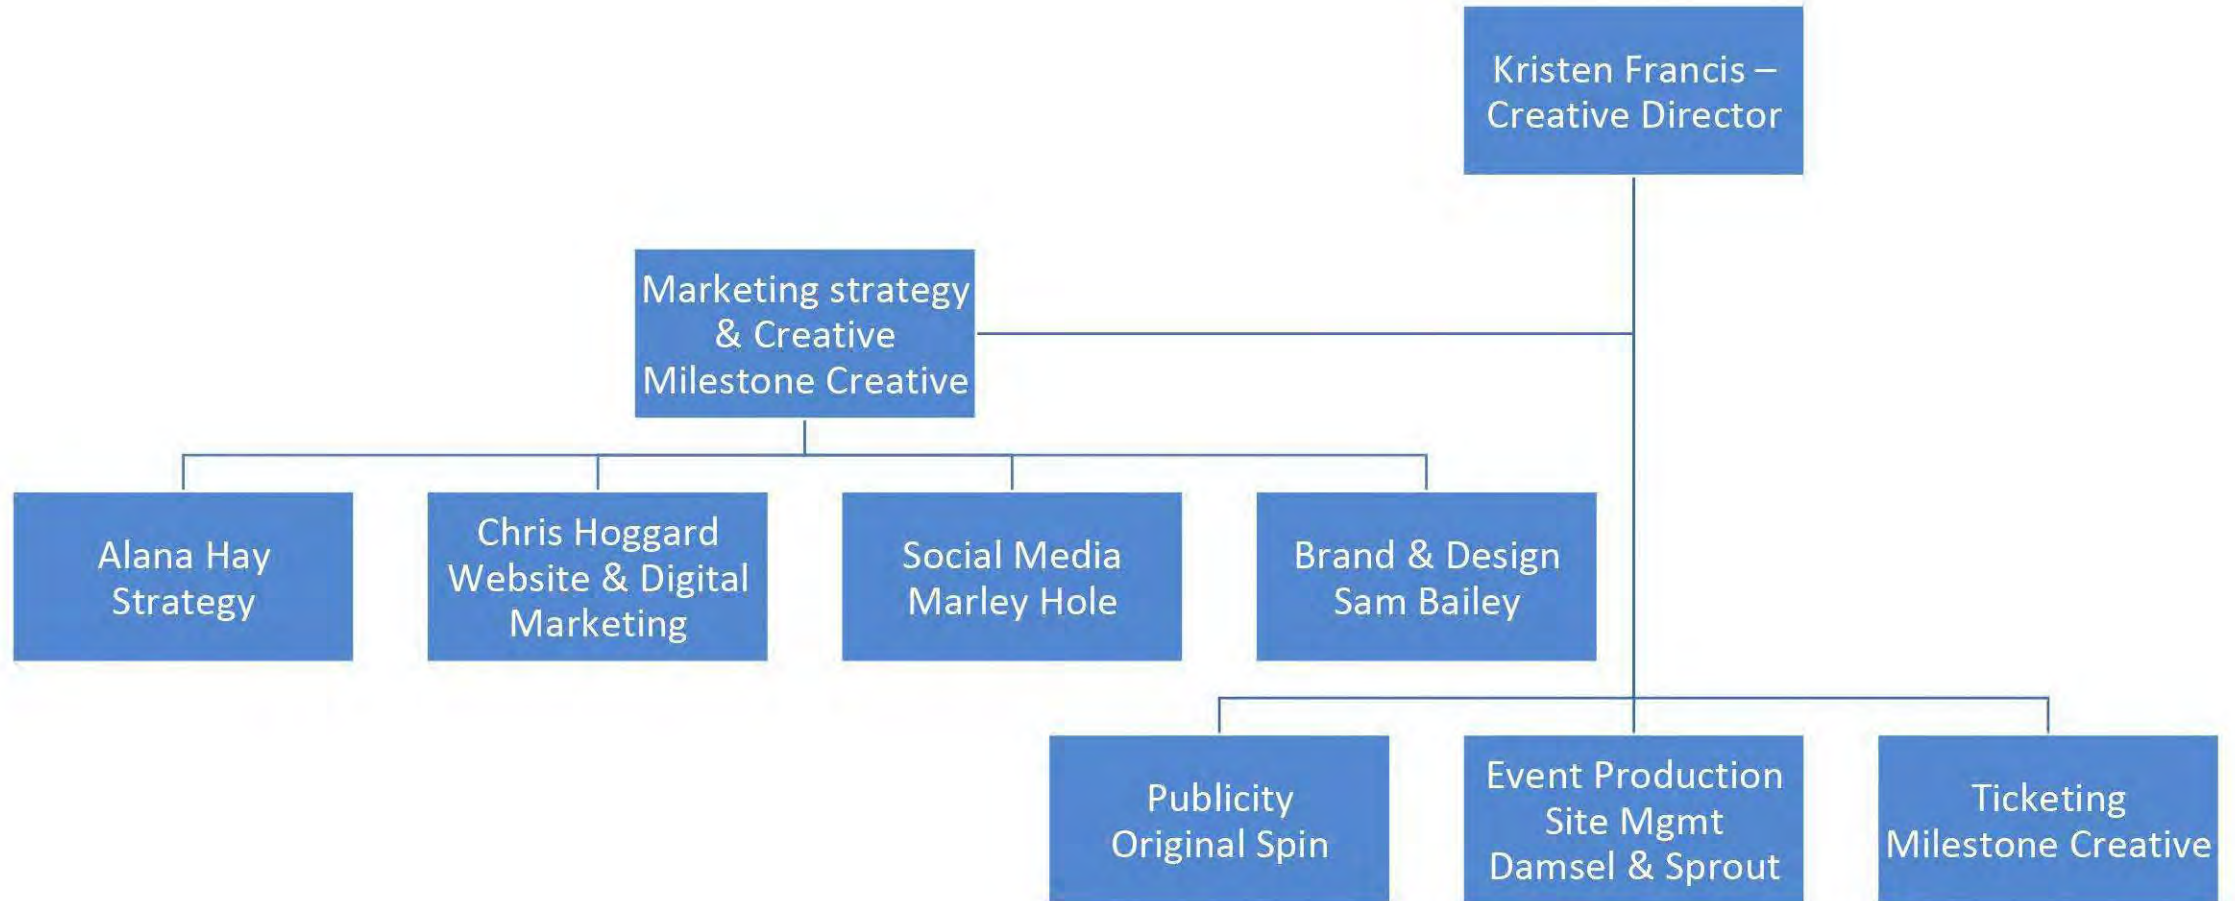 Kristen Francis –
Creative Director
Marketing strategy
& Creative
Milestone Creative
Alana Hay
Strategy
Chris Hoggard
Website & Digital
Marketing
Social Media
Marley Hole
Brand & Design
Sam Bailey
Publicity
Original Spin
Event Production
Site Mgmt
Damsel & Sprout
Ticketing
Milestone Creative